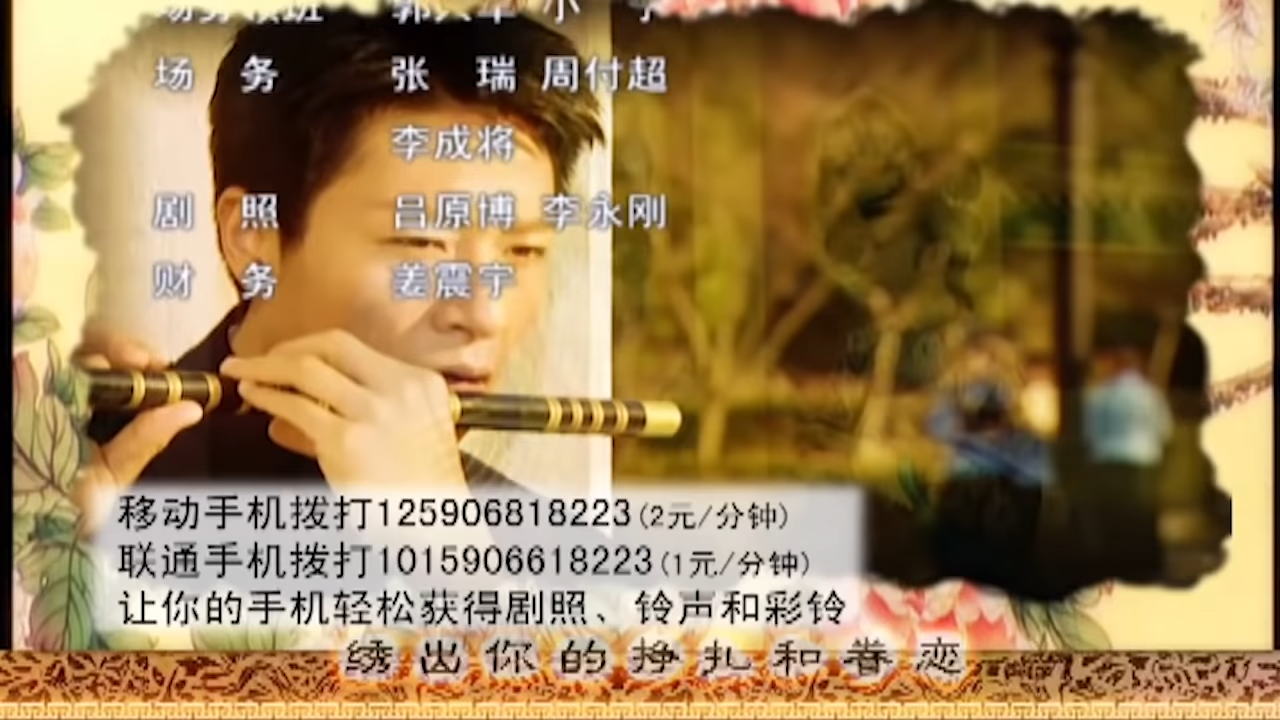 场 务 张 瑞 周付超
李成将
剧 照 吕原博 李永刚
财 务 姜震宇
移动手机拨打125906818223(2元/分钟)
联通手机拨打1015906618223(1元/分钟)
让你的手机轻松获得剧照、铃声和彩铃
绣出你的挣扎和眷恋